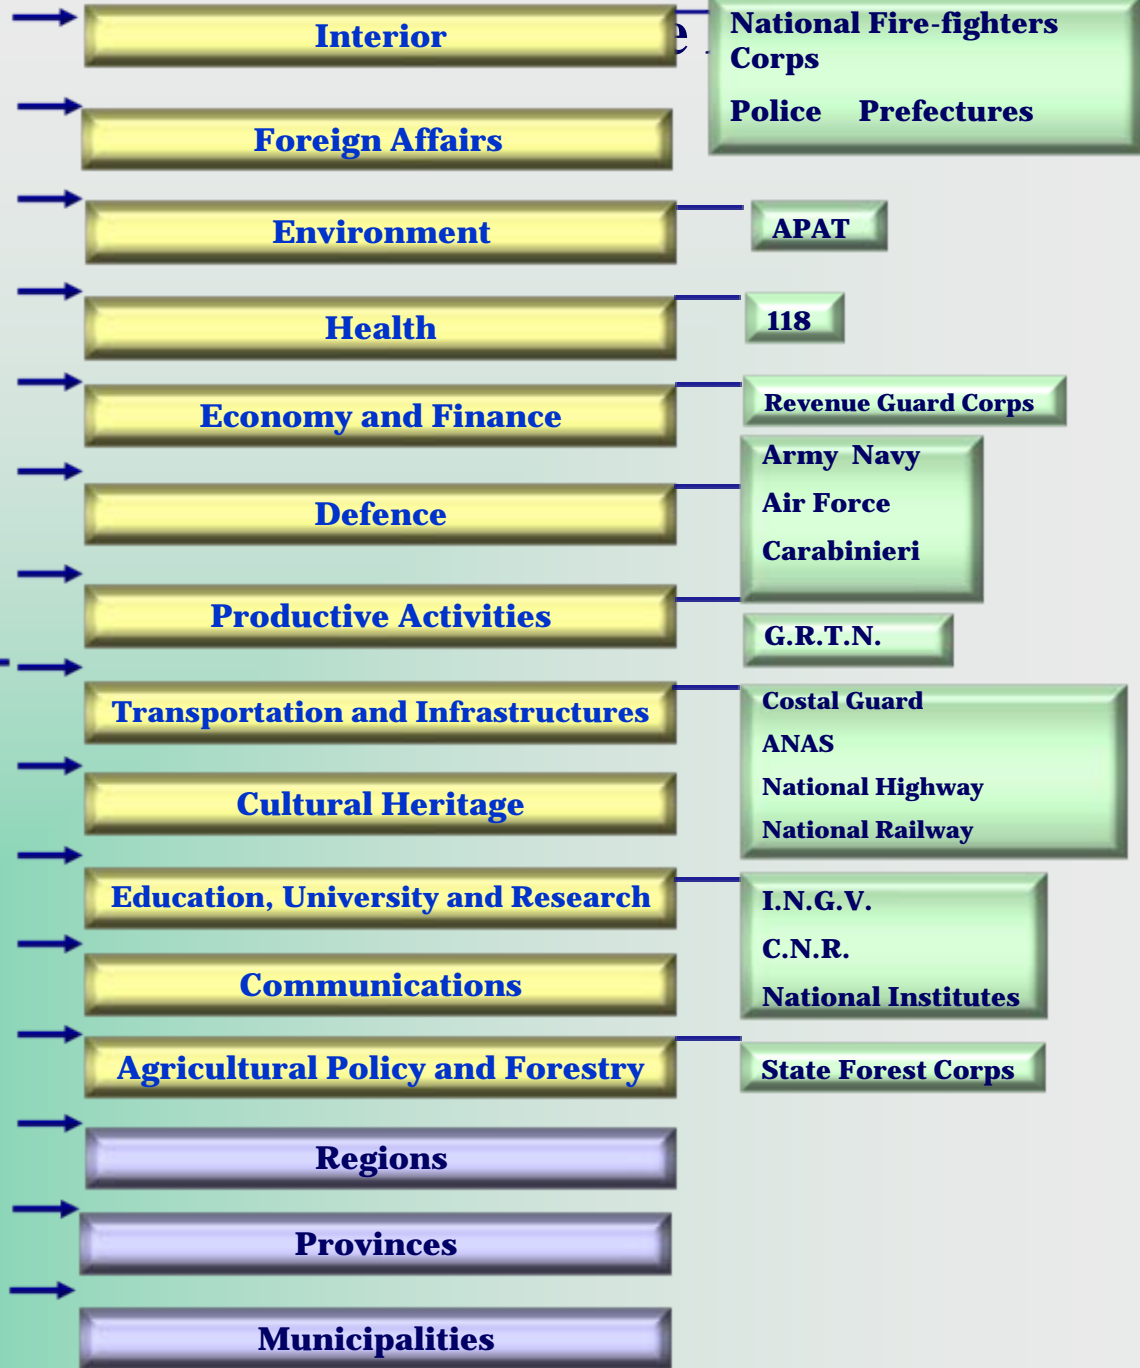 Interior
National Fire-fighters
Corps
Police Prefectures
Foreign Affairs
Environment
APAT
Health
118
Economy and Finance
Revenue Guard Corps
Defence
Army Navy
Air Force
Carabinieri
Productive Activities
G.R.T.N.
Transportation and Infrastructures
Costal Guard
ANAS
National Highway
National Railway
Cultural Heritage
Education, University and Research
I.N.G.V.
C.N.R.
National Institutes
Communications
Agricultural Policy and Forestry
State Forest Corps
Regions
Provinces
Municipalities